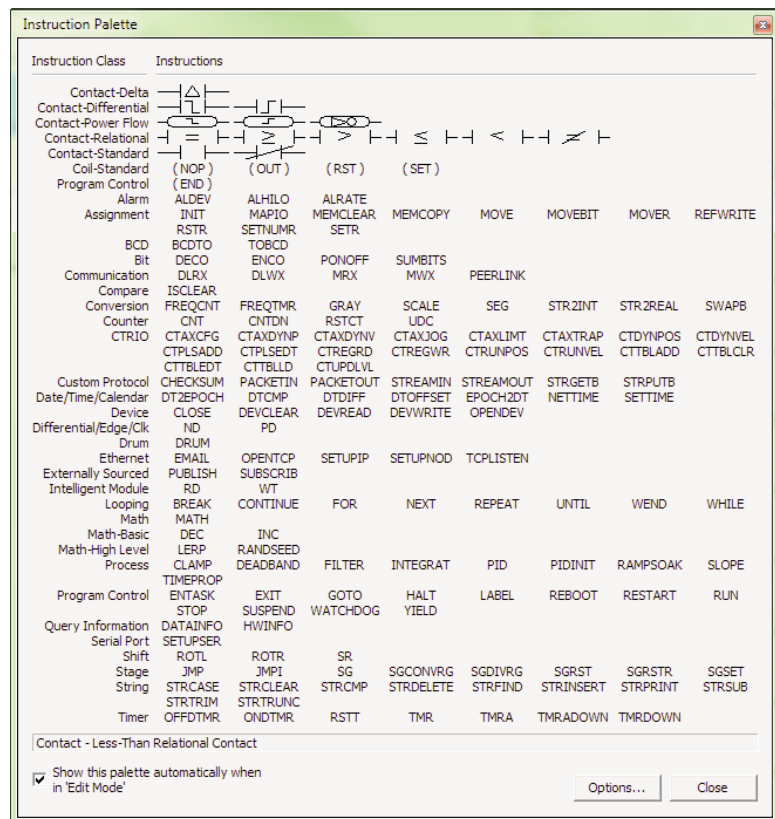 Instruction Palette
Instruction Class Instructions
Contact-Delta
Contact-Differential
Contact-Power Flow
Contact-Relational = ≥ > ≤ < ≠
Contact-Standard
Coil-Standard (NOP) (OUT) (RST) (SET)
Program Control (END)
Alarm ALDEV ALHILO ALRATE
Assignment INIT MAPIO MEMCLEAR MEMCOPY MOVE MOVEBIT MOVER REFWRITE
RSTR SETNUMR SETR
BCD BCDTO TOBCD
Bit DECO ENCO PONOFF SUMBITS
Communication DLRX DLWX MRX MWX PEERLINK
Compare ISCLEAR
Conversion FREQCNT FREQTMR GRAY SCALE SEG STR2INT STR2REAL SWAPB
Counter CNT CNTDN RSTCT UDC
CTRIO CTAXCFG CTAXDYNP CTAXDYNV CTAXJOG CTAXLIMT CTAXTRAP CTDYNPOS CTDYNVEL
CTPLSADD CTPLSEDT CTREGRD CTREGWR CTRUNPOS CTRUNVEL CTTBLADD CTTBLCLR
CTTBLEDT CTTBLLD CTUPDLVL
Custom Protocol CHECKSUM PACKETIN PACKETOUT STREAMIN STREAMOUT STRGETB STRPUTB
Date/Time/Calendar DT2EPOCH DTCMP DTDIFF DTOFFSET EPOCH2DT NETTIME SETTIME
Device CLOSE DEVCLEAR DEVREAD DEVWRITE OPENDEV
Differential/Edge/Clk ND PD
Drum DRUM
Ethernet EMAIL OPENTCP SETUPIP SETUPNOD TCPLISTEN
Externally Sourced PUBLISH SUBSCRIB
Intelligent Module RD WT
Looping BREAK CONTINUE FOR NEXT REPEAT UNTIL WEND WHILE
Math MATH
Math-Basic DEC INC
Math-High Level LERP RANDSEED
Process CLAMP DEADBAND FILTER INTEGRAT PID PIDINIT RAMPSOAK SLOPE
TIMEPROP
Program Control ENTASK EXIT GOTO HALT LABEL REBOOT RESTART RUN
STOP SUSPEND WATCHDOG YIELD
Query Information DATAINFO HWINFO
Serial Port SETUPSER
Shift ROTL ROTR SR
Stage JMP JMPI SG SGCONVRG SGDIVRG SGRST SGRSTR SGSET
String STRCASE STRCLEAR STRCMP STRDELETE STRFIND STRINSERT STRPRINT STRSUB
STRTRIM STRTRUNC
Timer OFFDTMR ONDTMR RSTT TMR TMRA TMRADOWN TMRDOWN
Contact - Less-Than Relational Contact
Show this palette automatically when
in 'Edit Mode'
Options... Close